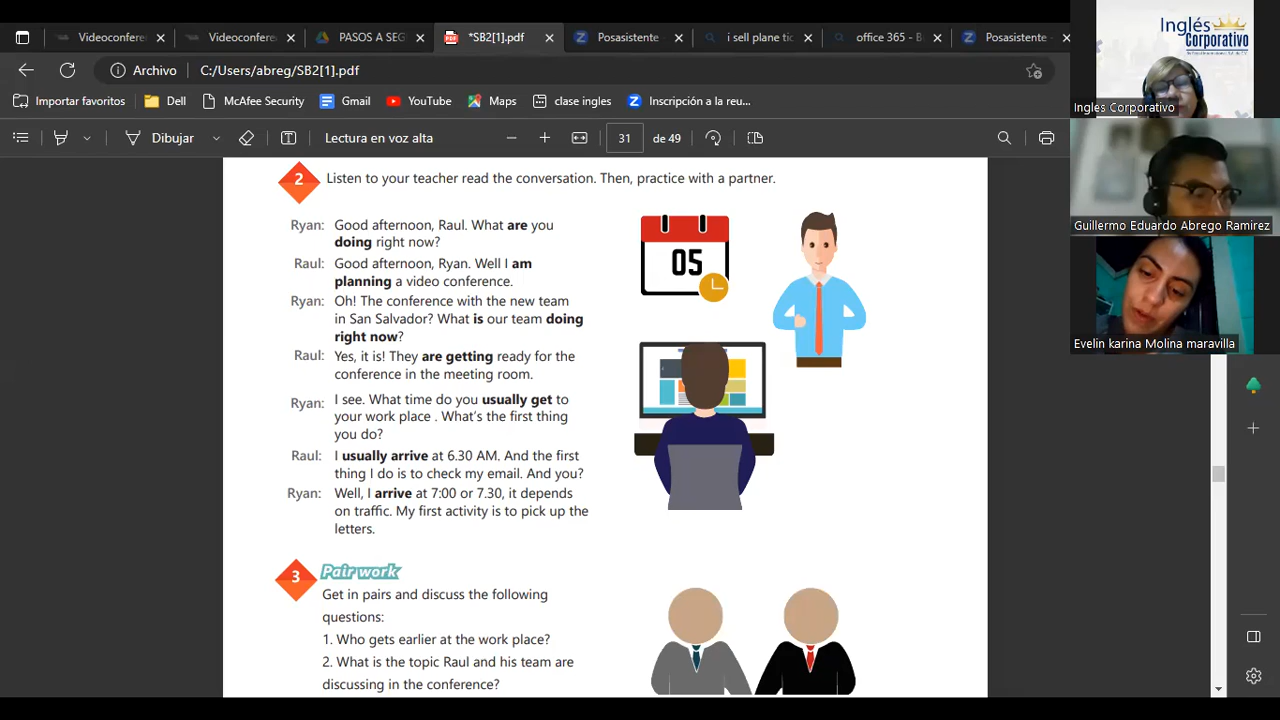 Videoconfere
Videoconfere
PASOS A SEG
*SB2[1].pdf
Posasistente
i sell plane tic
office 365 - B
Posasistente -
Archivo
C:/Users/abreg/SB2[1].pdf
Importar favoritos
Dell
McAfee Security
Gmail
YouTube
Maps
clase ingles
Inscripción a la reu...
Dibujar
Lectura en voz alta
31
de 49
2
Listen to your teacher read the conversation. Then, practice with a partner.
Ryan: Good afternoon, Raul. What are you
doing right now?
Raul: Good afternoon, Ryan. Well I am
planning a video conference.
Ryan: Oh! The conference with the new team
in San Salvador? What is our team doing
right now?
Raul: Yes, it is! They are getting ready for the
conference in the meeting room.
Ryan: I see. What time do you usually get to
your work place . What's the first thing
you do?
Raul: I usually arrive at 6.30 AM. And the first
thing I do is to check my email. And you?
Ryan: Well, I arrive at 7:00 or 7.30, it depends
on traffic. My first activity is to pick up the
letters.
05
3
Pair work
Get in pairs and discuss the following
questions:
1. Who gets earlier at the work place?
2. What is the topic Raul and his team are
discussing in the conference?
Inglés
Corporativo
Ingles Corporativo
Guillermo Eduardo Abrego Ramirez
Evelin karina Molina maravilla